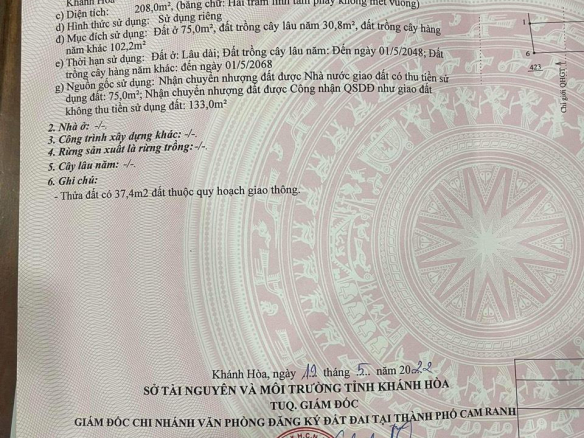 Khánh Hòa
c) Diện tích: 208,0m², (bằng chữ: Hai trăm linh tám phẩy không mét vuông)
d) Hình thức sử dụng: Sử dụng riêng
đ) Mục đích sử dụng: Đất ở 75,0m², đất trồng cây lâu năm 30,8m², đất trồng cây hàng
năm khác 102,2m²
e) Thời hạn sử dụng: Đất ở: Lâu dài; Đất trồng cây lâu năm: Đến ngày 01/5/2048; Đất
trồng cây hàng năm khác: đến ngày 01/5/2068
g) Nguồn gốc sử dụng: Nhận chuyển nhượng đất được Nhà nước giao đất có thu tiền sử
dụng đất: 75,0m²; Nhận chuyển nhượng đất được Công nhận QSDĐ như giao đất
không thu tiền sử dụng đất: 133,0m²
2. Nhà ở: -/-.
3. Công trình xây dựng khác: -/-.
4. Rừng sản xuất là rừng trồng:-/-.
5. Cây lâu năm: -/-.
6. Ghi chú:
- Thửa đất có 37,4m2 đất thuộc quy hoạch giao thông.
1
6
423
Chỉ giới QHGT
Khánh Hòa, ngày 12 tháng 5 năm 2022
SỞ TÀI NGUYÊN VÀ MÔI TRƯỜNG TỈNH KHÁNH HÒA
TUQ. GIÁM ĐỐC
GIÁM ĐỐC CHI NHÁNH VĂN PHÒNG ĐĂNG KÝ ĐẤT ĐAI TẠI THÀNH PHỐ CAM RANH